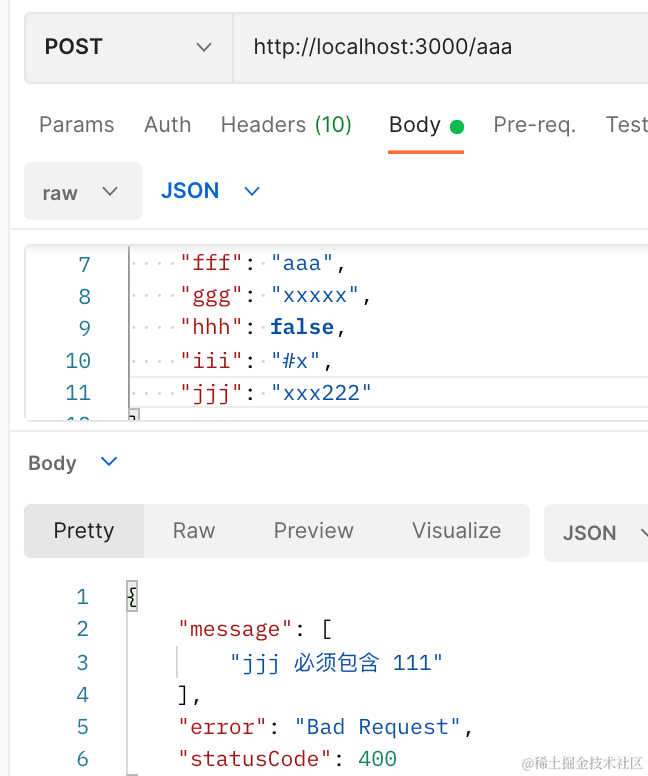 POST http://localhost:3000/aaa
Params Auth Headers (10) Body Pre-req. Test
raw JSON
7 "fff": "aaa",
8 "ggg": "xxxxx",
9 "hhh": false,
10 "iii": "#x",
11 "jjj": "xxx222"
Body
Pretty Raw Preview Visualize JSON
1 {
2 "message": [
3 "jjj 必须包含 111"
4 ],
5 "error": "Bad Request",
6 "statusCode": 400
@稀土掘金技术社区